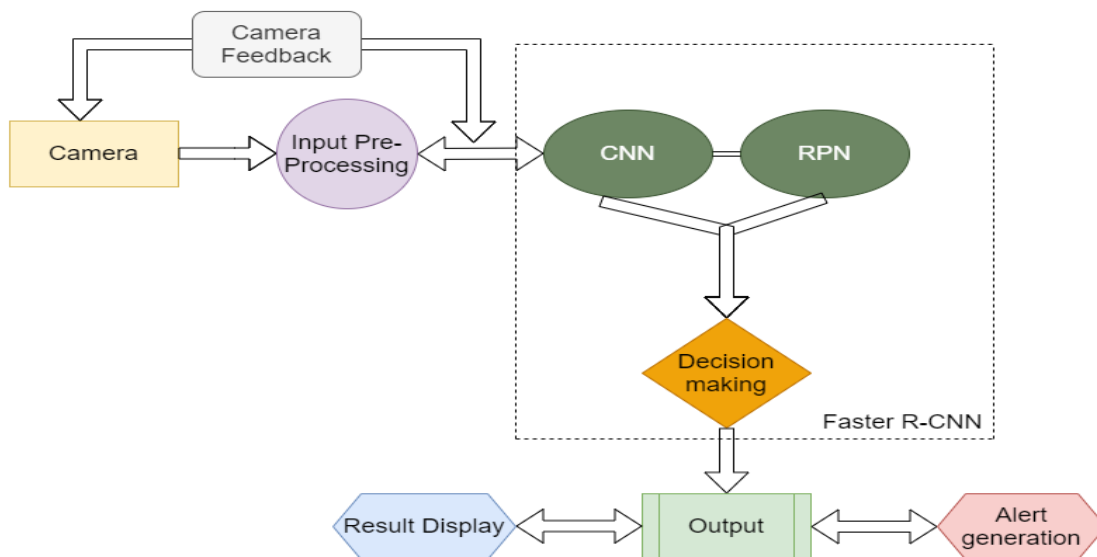 Camera
Feedback
Camera
Input Pre-
Processing
CNN
RPN
Decision
making
Faster R-CNN
Result Display
Output
Alert
generation